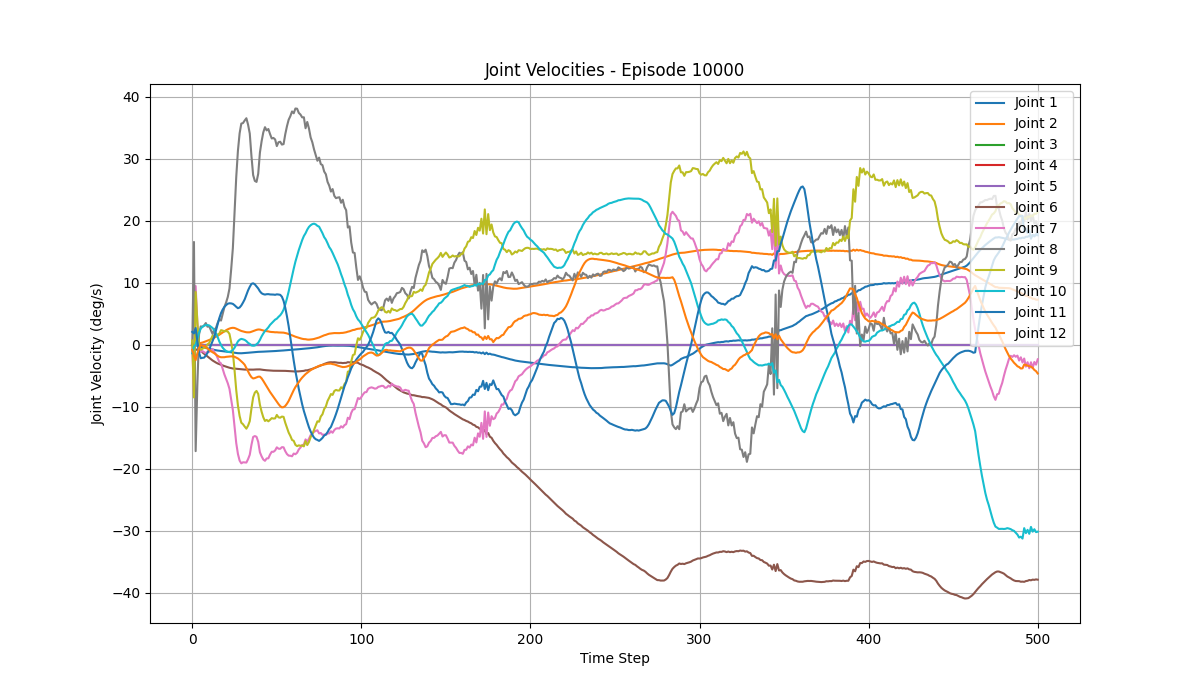 Joint Velocities - Episode 10000
Joint Velocity (deg/s)
40
30
20
10
0
−10
−20
−30
−40
0 100 200 300 400 500
Time Step
Joint 1
Joint 2
Joint 3
Joint 4
Joint 5
Joint 6
Joint 7
Joint 8
Joint 9
Joint 10
Joint 11
Joint 12